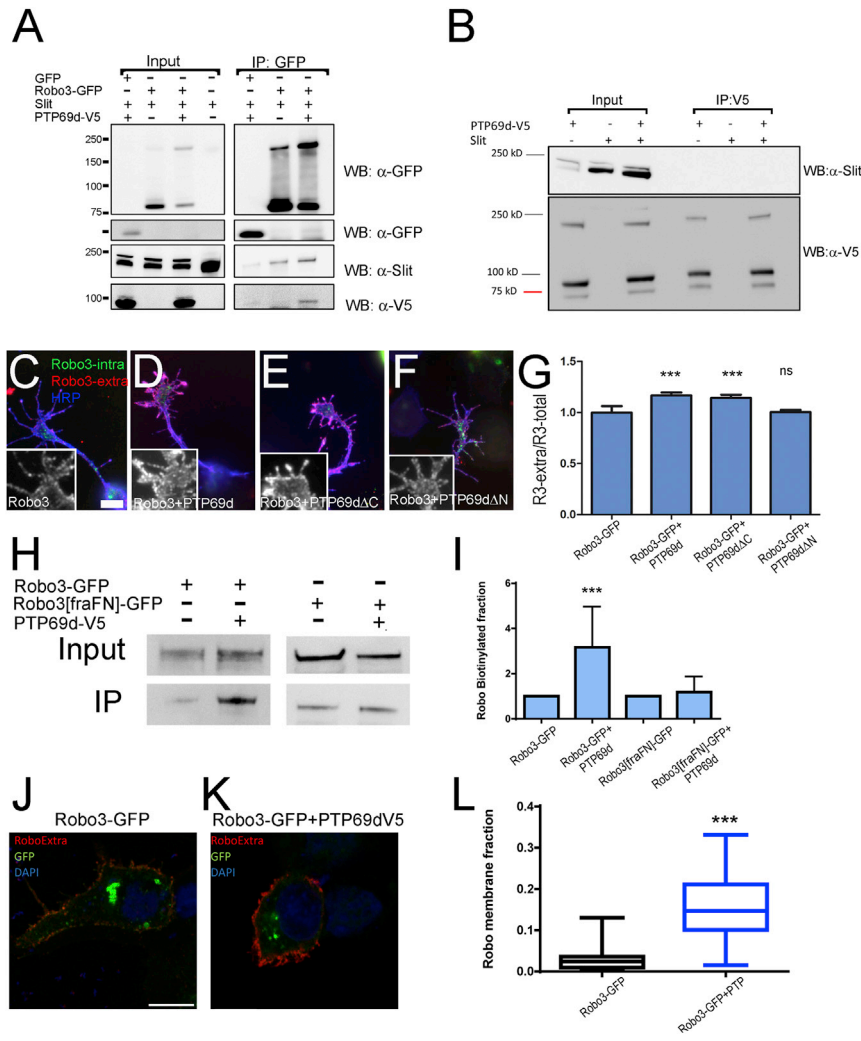 A
Input
IP: GFP
GFP + - - - + - -
Robo3-GFP - + + - - + +
Slit + + + + + + +
PTP69d-V5 + - + - + - +
250
150
100
75
WB: α-GFP
WB: α-GFP
250
WB: α-Slit
100
WB: α-V5
B
Input
IP:V5
PTP69d-V5 + - + + - +
Slit - + + - + +
250 kD
WB:α-Slit
250 kD
100 kD
75 kD
WB:α-V5
C
Robo3-intra
Robo3-extra
HRP
Robo3
D
Robo3+PTP69d
E
Robo3+PTP69dΔC
F
Robo3+PTP69dΔN
G
R3-extra/R3-total
1.5
1.0
0.5
0.0
***
***
ns
Robo3-GFP
Robo3-GFP+
PTP69d
Robo3-GFP+
PTP69dΔC
Robo3-GFP+
PTP69dΔN
H
Robo3-GFP + + - -
Robo3[fraFN]-GFP - - + +
PTP69d-V5 - + - +
Input
IP
I
Robo Biotinylated fraction
6
4
2
0
***
Robo3-GFP
Robo3-GFP+
PTP69d
Robo3[fraFN]-GFP
Robo3[fraFN]-GFP+
PTP69d
J
Robo3-GFP
RoboExtra
GFP
DAPI
K
Robo3-GFP+PTP69dV5
RoboExtra
GFP
DAPI
L
Robo membrane fraction
0.4
0.3
0.2
0.1
0.0
***
Robo3-GFP
Robo3-GFP+PTP